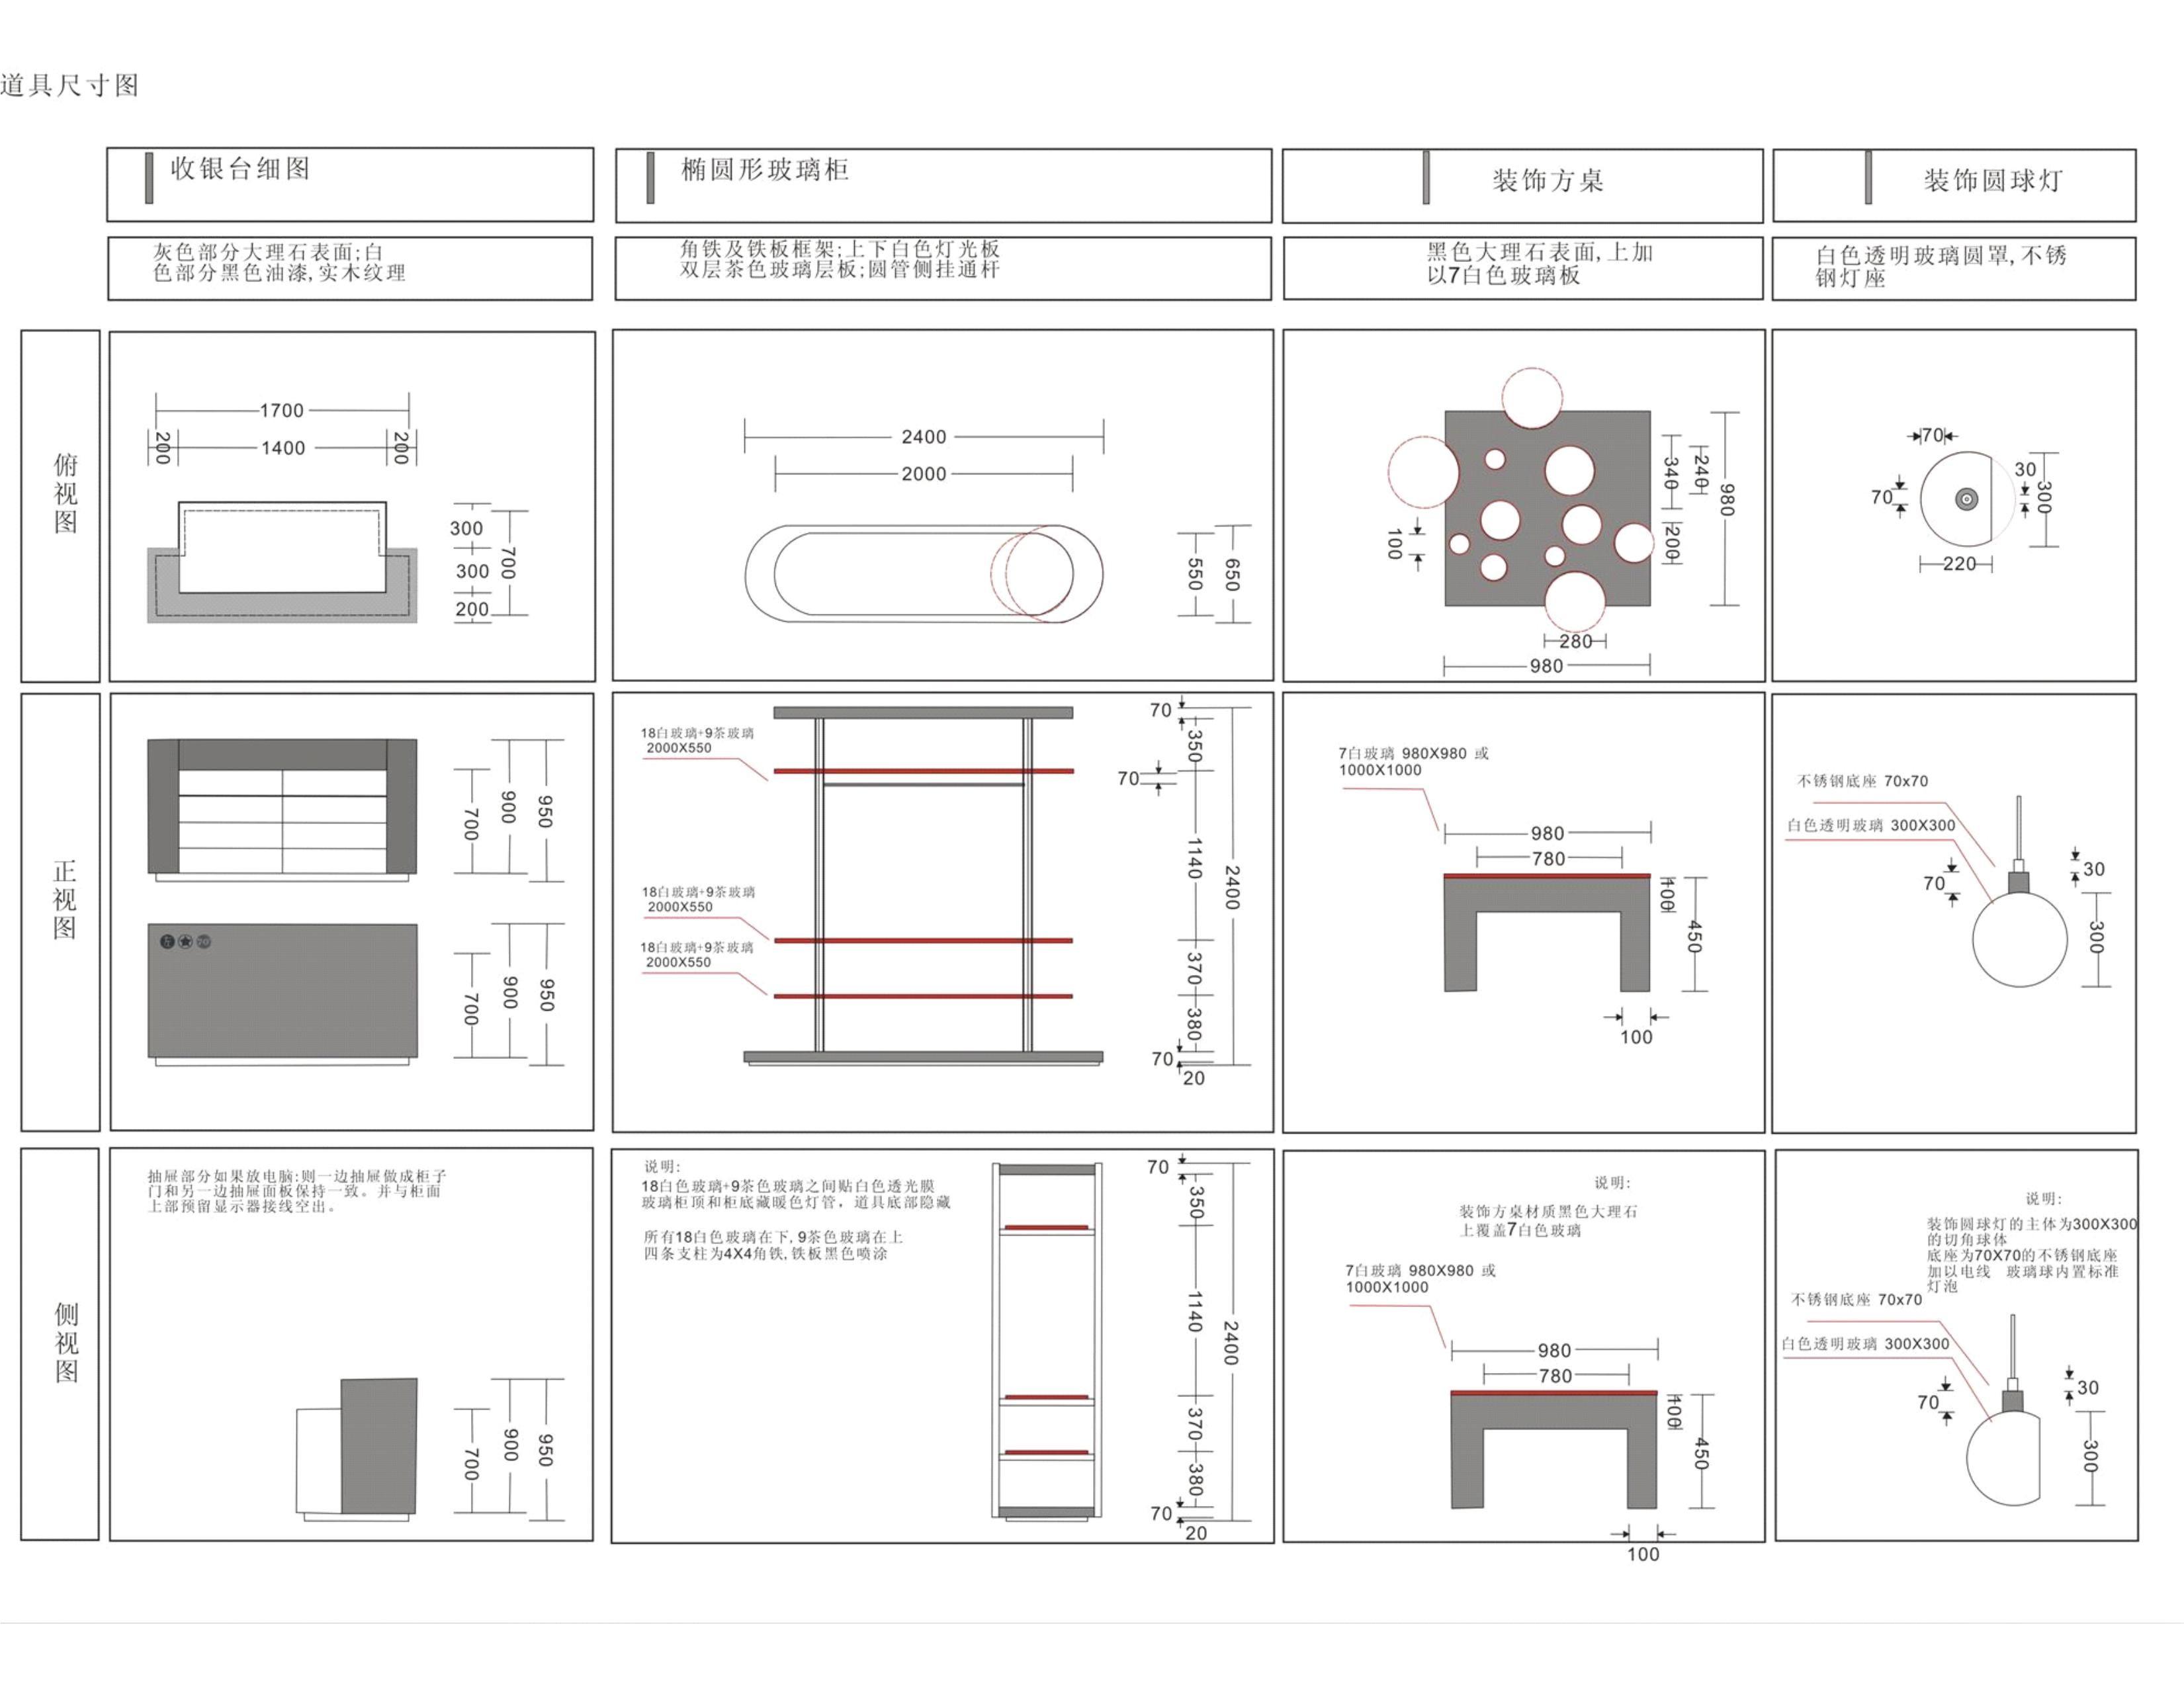 道具尺寸图
收银台细图
椭圆形玻璃柜
装饰方桌
装饰圆球灯
灰色部分大理石表面;白
色部分黑色油漆,实木纹理
角铁及铁板框架;上下白色灯光板
双层茶色玻璃层板;圆管侧挂通杆
黑色大理石表面,上加
以7白色玻璃板
白色透明玻璃圆罩,不锈
钢灯座
俯视图
1700
200
1400
200
300
300
200
700
2400
2000
550
650
340
240
980
200
100
280
980
70
70
30
300
220
正视图
700
900
950
700
900
950
18白玻璃+9茶玻璃
2000X550
18白玻璃+9茶玻璃
2000X550
18白玻璃+9茶玻璃
2000X550
70
350
70
1140
2400
370
380
70
20
7白玻璃 980X980 或
1000X1000
980
780
100
450
100
不锈钢底座 70x70
白色透明玻璃 300X300
70
30
300
侧视图
抽屉部分如果放电脑:则一边抽屉做成柜子
门和另一边抽屉面板保持一致。并与柜面
上部预留显示器接线空出。
700
900
950
说明:
18白色玻璃+9茶色玻璃之间贴白色透光膜
玻璃柜顶和柜底藏暖色灯管，道具底部隐藏
所有18白色玻璃在下,9茶色玻璃在上
四条支柱为4X4角铁,铁板黑色喷涂
70
350
1140
2400
370
380
70
20
说明:
装饰方桌材质黑色大理石
上覆盖7白色玻璃
7白玻璃 980X980 或
1000X1000
980
780
100
450
100
说明:
装饰圆球灯的主体为300X300
的切角球体
底座为70X70的不锈钢底座
加以电线 玻璃球内置标准
灯泡
不锈钢底座 70x70
白色透明玻璃 300X300
70
30
300